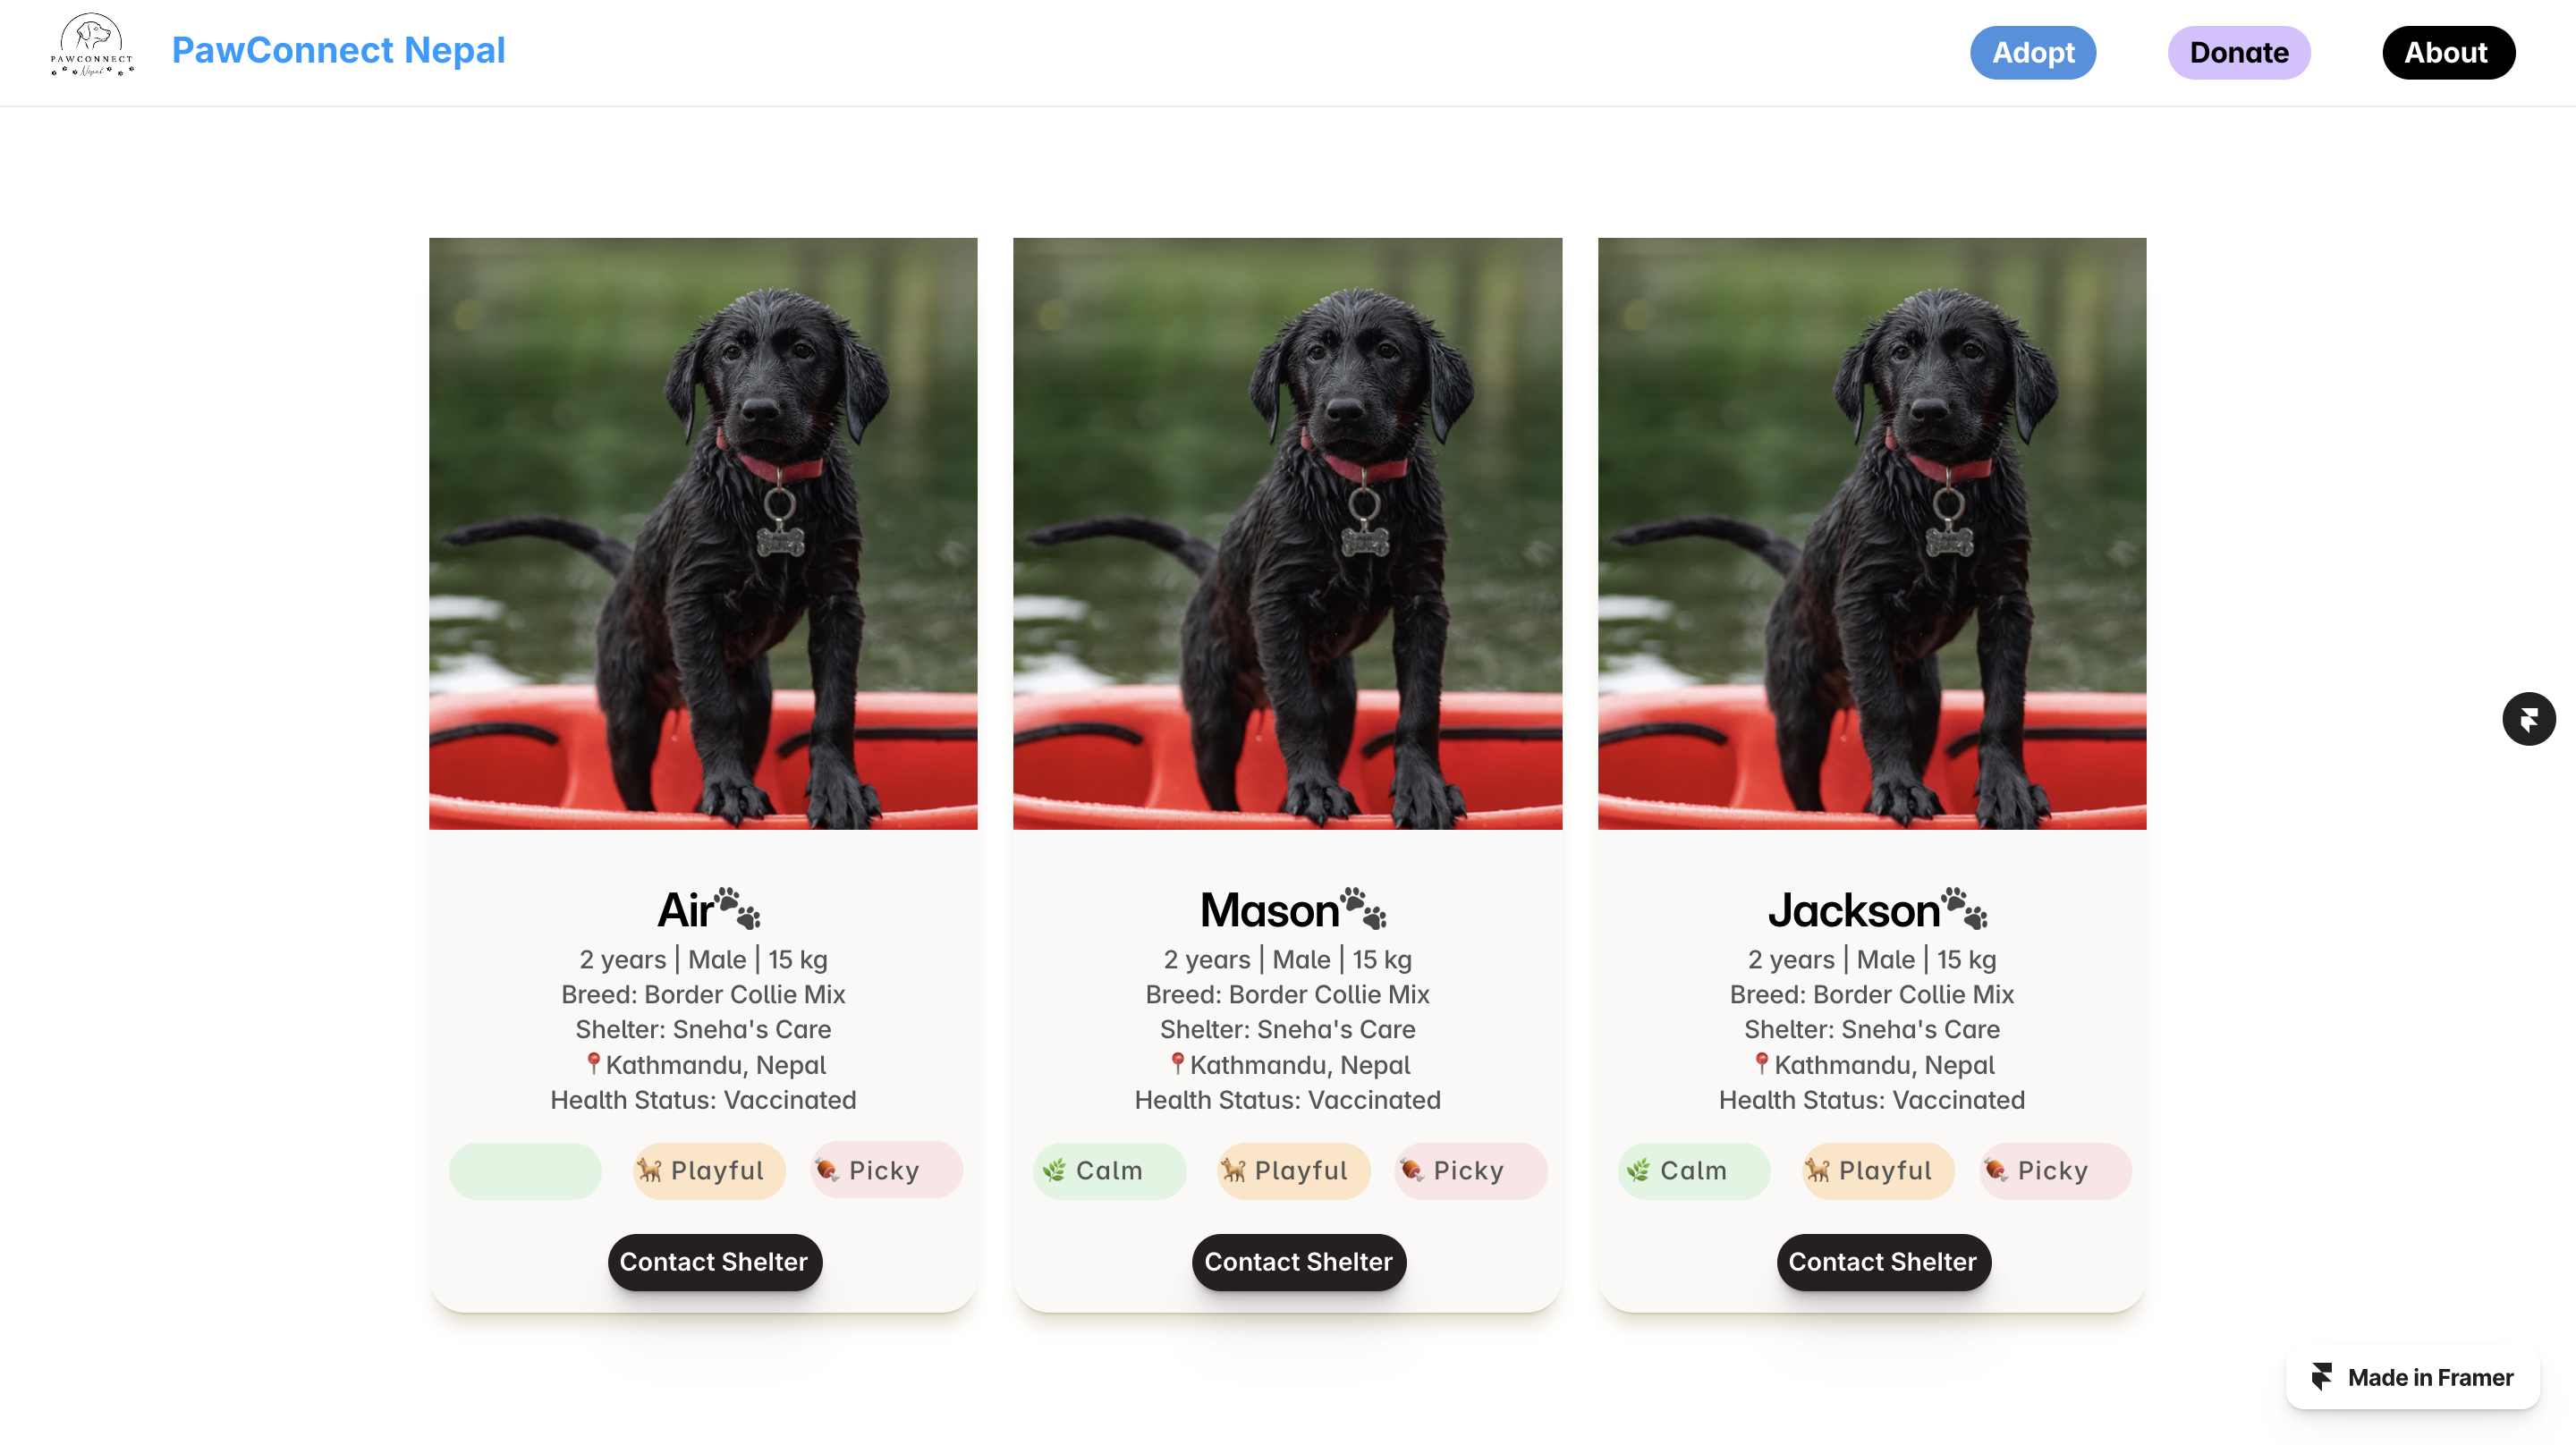 PAWCONNECT
Nepal
PawConnect Nepal
Adopt
Donate
About
Air🐾
2 years | Male | 15 kg
Breed: Border Collie Mix
Shelter: Sneha's Care
📍Kathmandu, Nepal
Health Status: Vaccinated
🐕 Playful
🍖 Picky
Contact Shelter
Mason🐾
2 years | Male | 15 kg
Breed: Border Collie Mix
Shelter: Sneha's Care
📍Kathmandu, Nepal
Health Status: Vaccinated
🌿 Calm
🐕 Playful
🍖 Picky
Contact Shelter
Jackson🐾
2 years | Male | 15 kg
Breed: Border Collie Mix
Shelter: Sneha's Care
📍Kathmandu, Nepal
Health Status: Vaccinated
🌿 Calm
🐕 Playful
🍖 Picky
Contact Shelter
Made in Framer